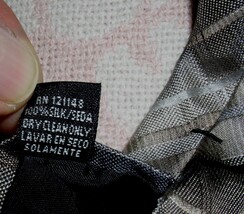 RN 121148
100% SILK/SEDA
DRY CLEAN ONLY
LAVAR EN SECO
SOLAMENTE